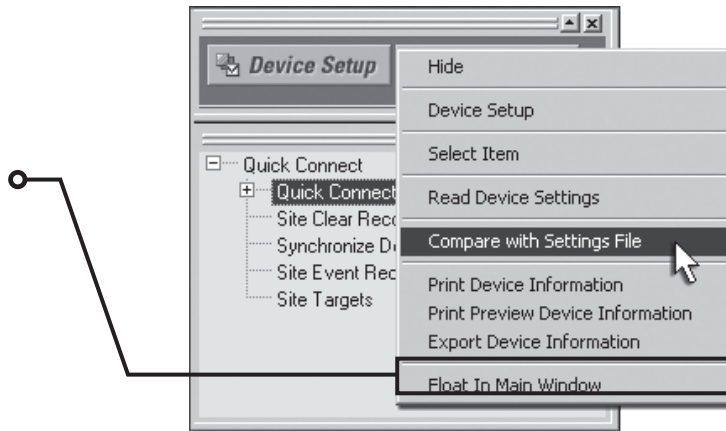 Device Setup
Quick Connect
Quick Connect
Site Clear Reco
Synchronize D
Site Event Rec
Site Targets
Hide
Device Setup
Select Item
Read Device Settings
Compare with Settings File
Print Device Information
Print Preview Device Information
Export Device Information
Float In Main Window